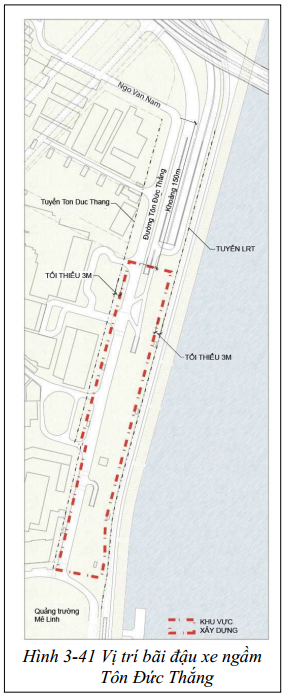 Ngo Van Nam
Khoảng 150m
Đường Tôn Đức Thắng
Tuyến Ton Duc Thang
TUYẾN LRT
TỐI THIỂU 3M
TỐI THIỂU 3M
Quảng trường
Mê Linh
KHU VỰC
XÂY DỰNG
Hình 3-41 Vị trí bãi đậu xe ngầm
Tôn Đức Thắng